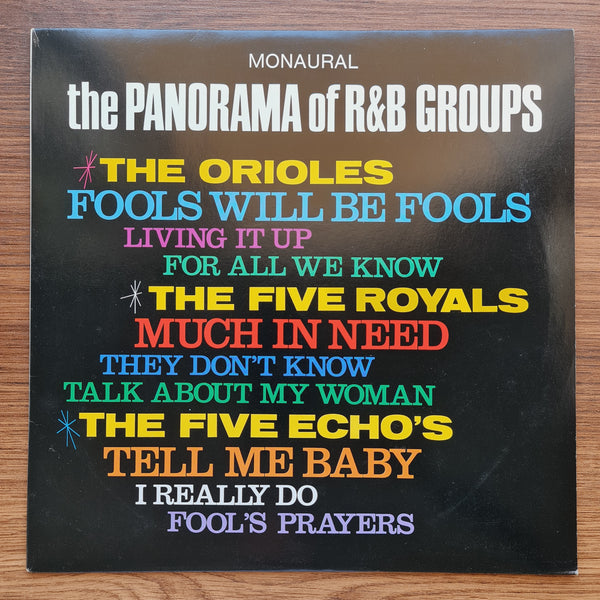 MONAURAL
the PANORAMA of R&B GROUPS
THE ORIOLES
FOOLS WILL BE FOOLS
LIVING IT UP
FOR ALL WE KNOW
THE FIVE ROYALS
MUCH IN NEED
THEY DON'T KNOW
TALK ABOUT MY WOMAN
THE FIVE ECHO'S
TELL ME BABY
I REALLY DO
FOOL'S PRAYERS